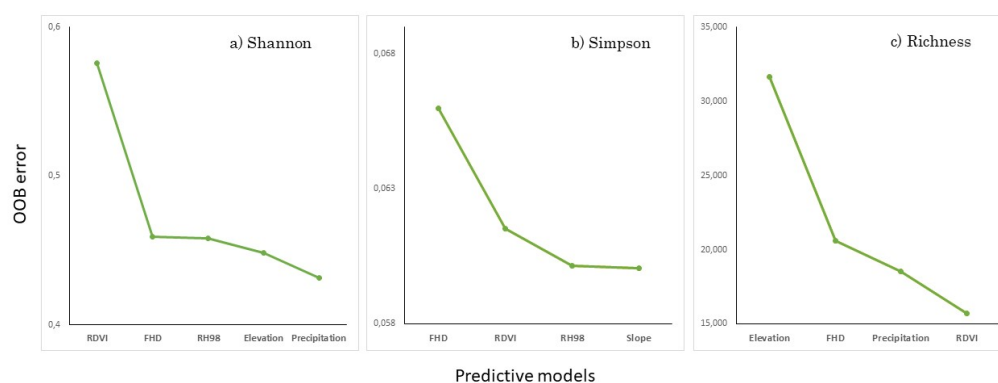 OOB error
a) Shannon
0,6
0,5
0,4
RDVI FHD RH98 Elevation Precipitation
b) Simpson
0,068
0,063
0,058
FHD RDVI RH98 Slope
c) Richness
35,000
30,000
25,000
20,000
15,000
Elevation FHD Precipitation RDVI
Predictive models